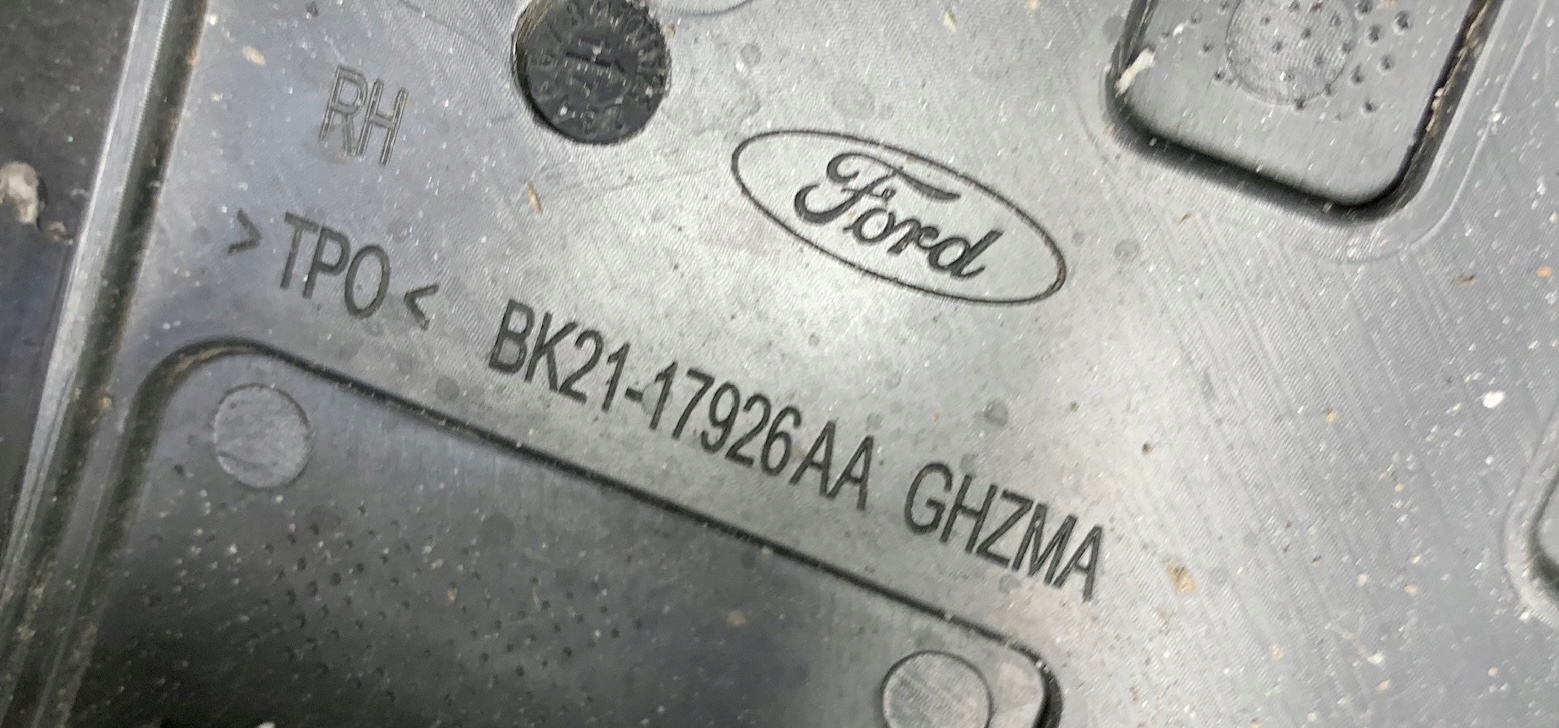 RH
Ford
>TPO<
BK21-17926AA GHZMA